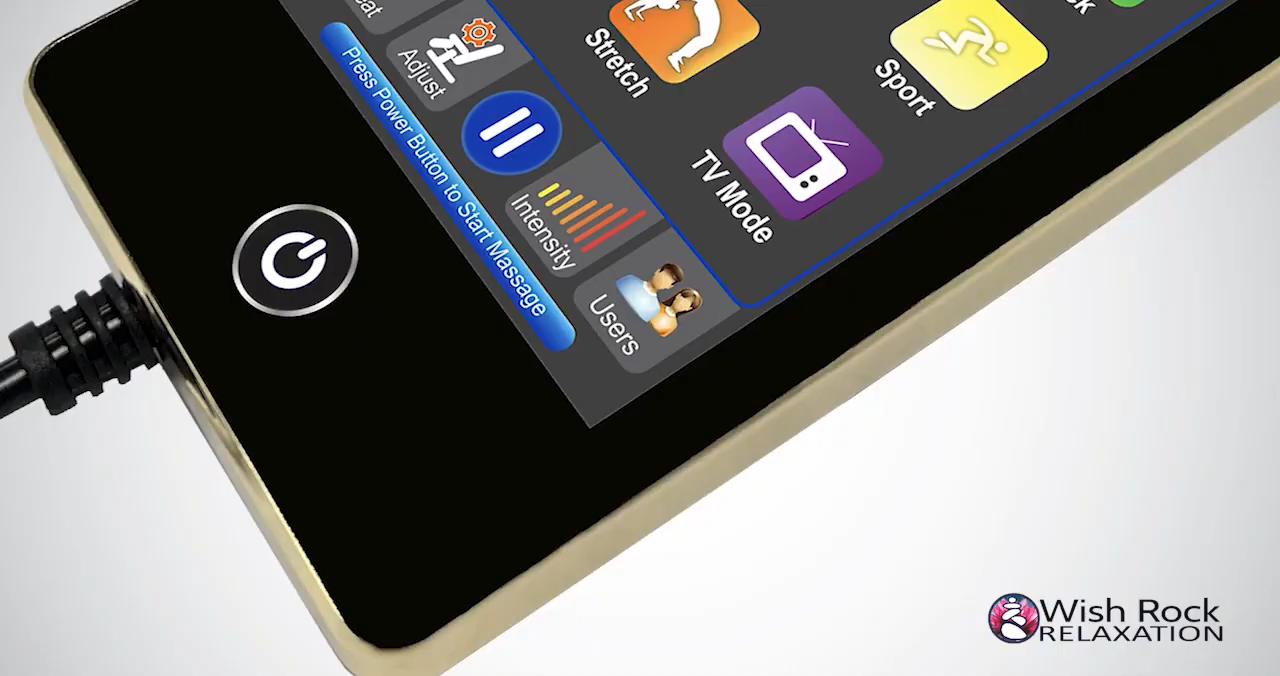 Stretch
Sport
TV Mode
Adjust
Intensity
Users
Press Power Button to Start Massage
Wish Rock
RELAXATION